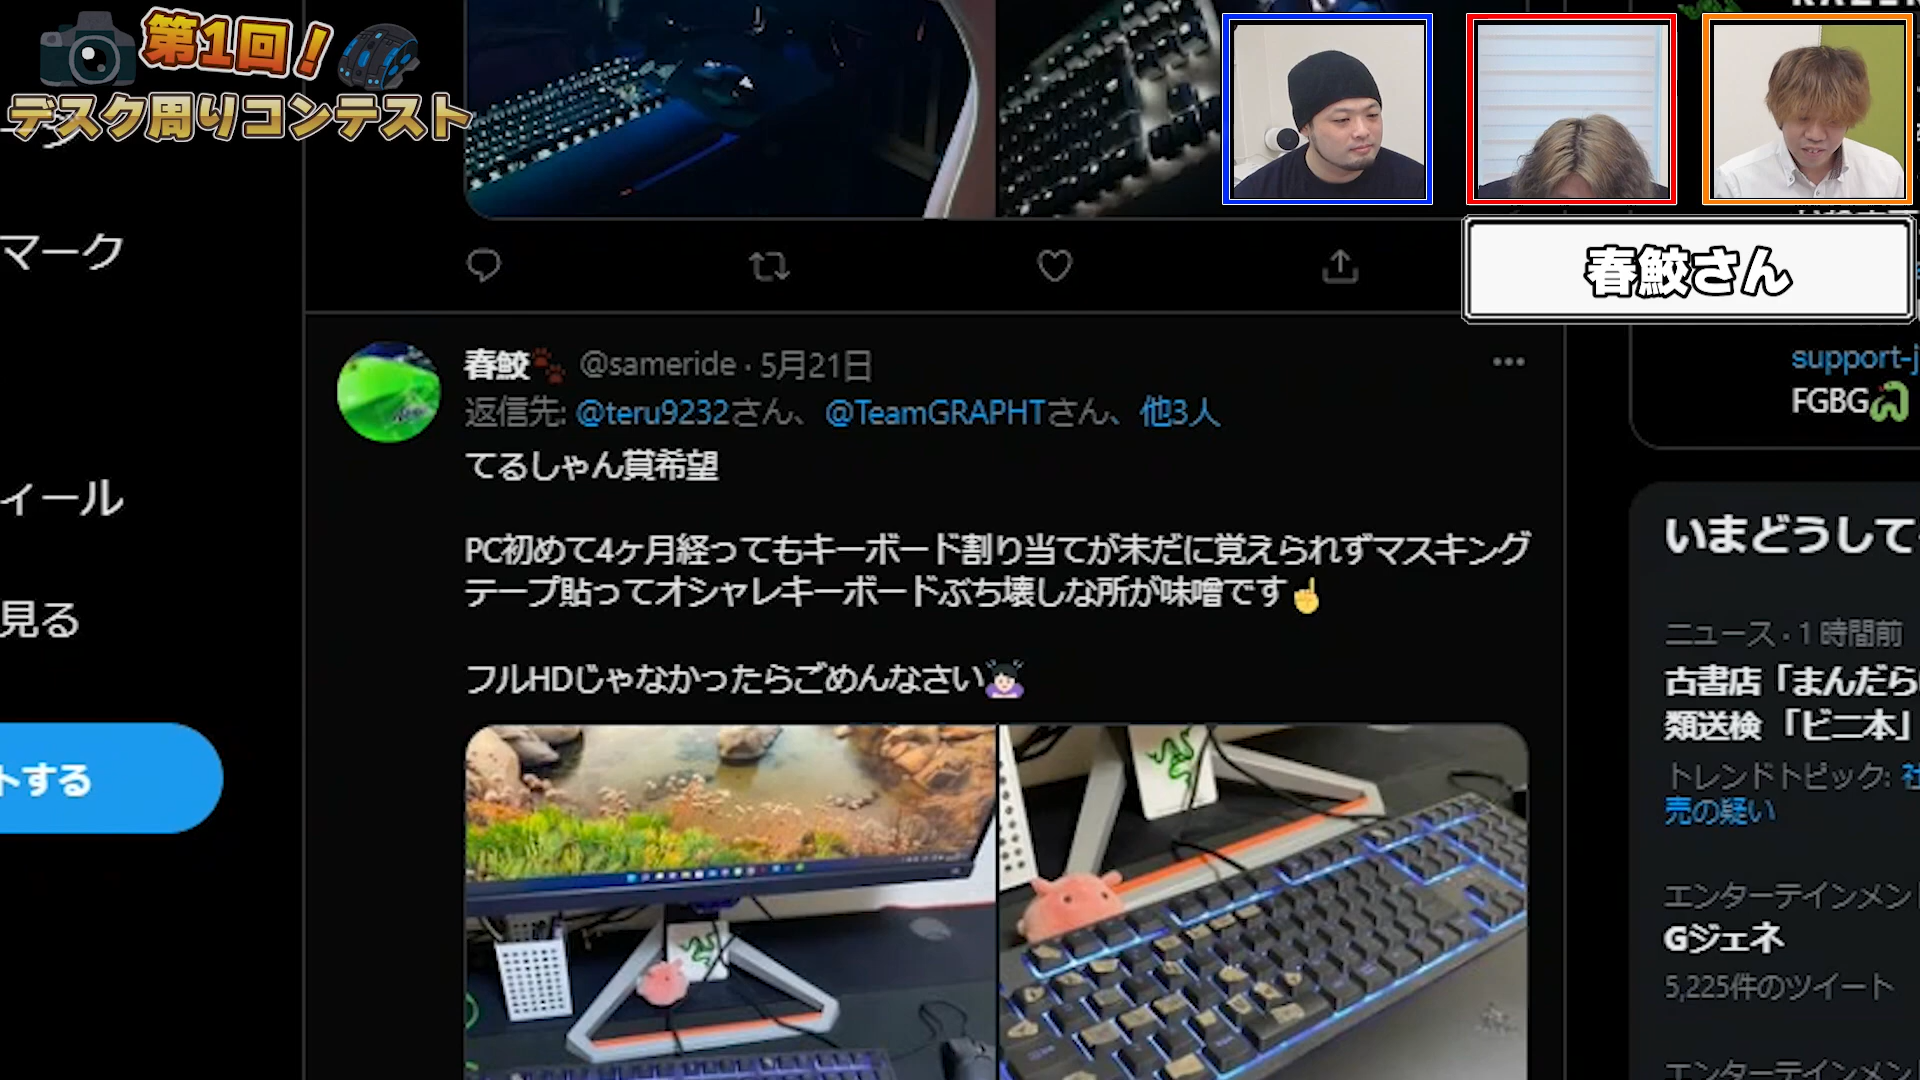 第1回!
デスク周りコンテスト
春鮫さん
マーク
ィール
見る
トする
春鮫🐾 @sameride · 5月21日
返信先: @teru9232さん、@TeamGRAPHTさん、他3人
てるしゃん賞希望
PC初めて4ヶ月経ってもキーボード割り当てが未だに覚えられずマスキング
テープ貼ってオシャレキーボードぶち壊しな所が味噌です☝
フルHDじゃなかったらごめんなさい🙇
support-j
FGBG
いまどうして
ニュース · 1 時間前
古書店「まんだら
類送検 「ビニ本」
トレンドトピック: 社
売の疑い
エンターテインメン
Gジェネ
5,225件のツイート
エンターテインメン